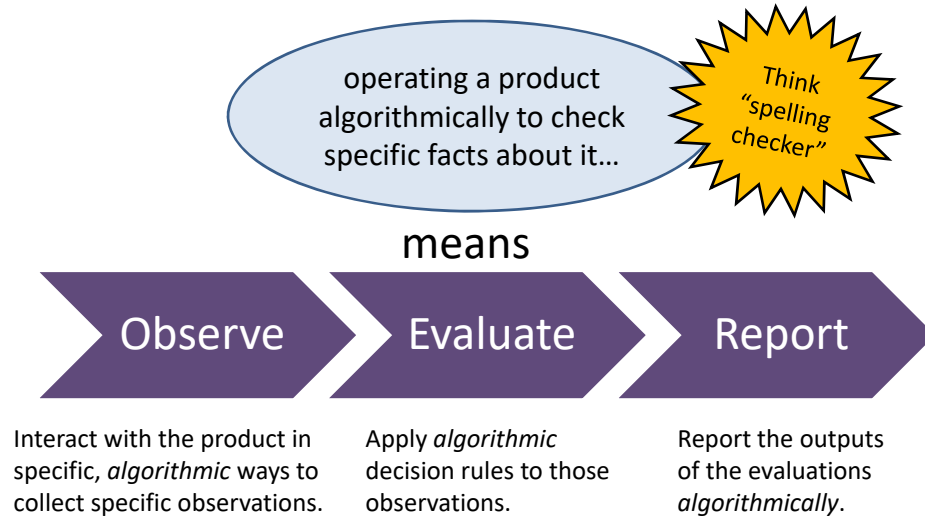 operating a product
algorithmically to check
specific facts about it…
Think
“spelling
checker”
means
Observe
Evaluate
Report
Interact with the product in
specific, algorithmic ways to
collect specific observations.
Apply algorithmic
decision rules to those
observations.
Report the outputs
of the evaluations
algorithmically.